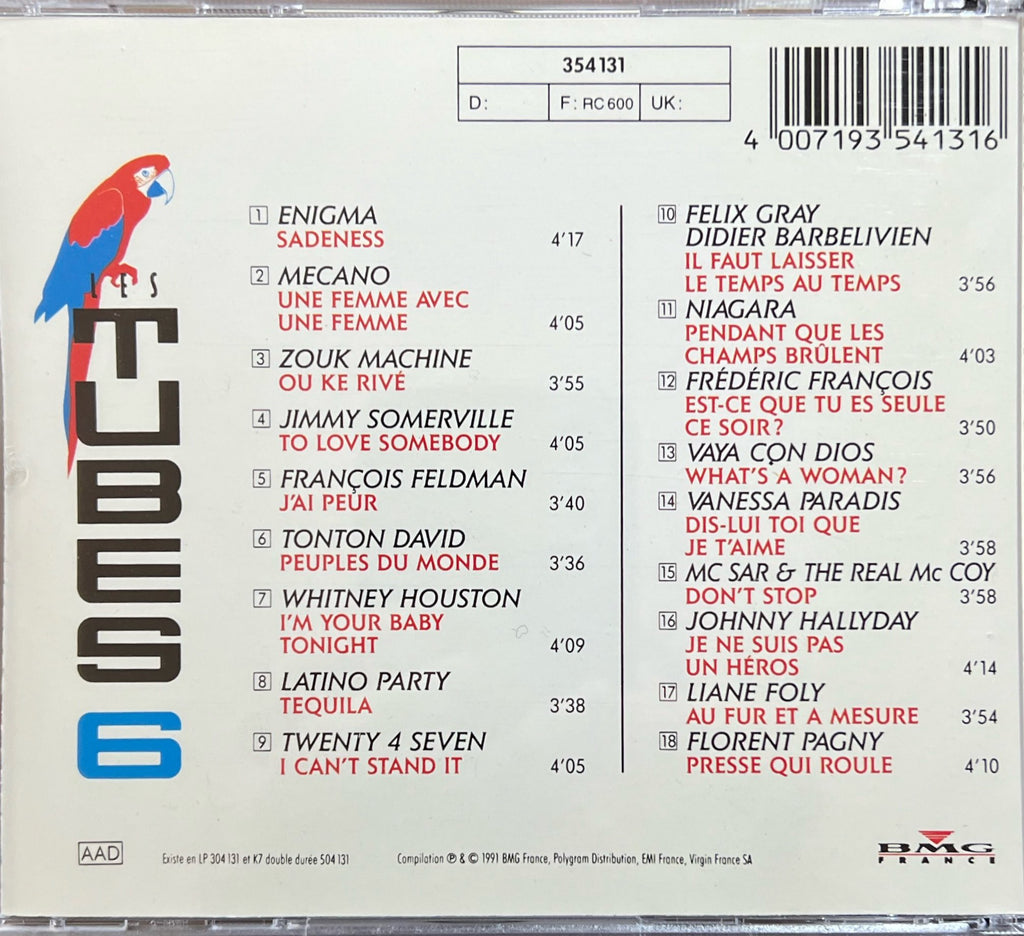 354131
D: F: RC 600 UK:
4 007193 541316
LES
TUBES
6
1 ENIGMA
SADENESS 4'17
2 MECANO
UNE FEMME AVEC
UNE FEMME 4'05
3 ZOUK MACHINE
OU KE RIVÉ 3'55
4 JIMMY SOMERVILLE
TO LOVE SOMEBODY 4'05
5 FRANÇOIS FELDMAN
J'AI PEUR 3'40
6 TONTON DAVID
PEUPLES DU MONDE 3'36
7 WHITNEY HOUSTON
I'M YOUR BABY
TONIGHT 4'09
8 LATINO PARTY
TEQUILA 3'38
9 TWENTY 4 SEVEN
I CAN'T STAND IT 4'05
10 FELIX GRAY
DIDIER BARBELIVIEN
IL FAUT LAISSER
LE TEMPS AU TEMPS 3'56
11 NIAGARA
PENDANT QUE LES
CHAMPS BRÛLENT 4'03
12 FRÉDÉRIC FRANÇOIS
EST-CE QUE TU ES SEULE
CE SOIR? 3'50
13 VAYA CON DIOS
WHAT'S A WOMAN? 3'56
14 VANESSA PARADIS
DIS-LUI TOI QUE
JE T'AIME 3'58
15 MC SAR & THE REAL Mc COY
DON'T STOP 3'58
16 JOHNNY HALLYDAY
JE NE SUIS PAS
UN HÉROS 4'14
17 LIANE FOLY
AU FUR ET A MESURE 3'54
18 FLORENT PAGNY
PRESSE QUI ROULE 4'10
AAD
Existe en LP 304 131 et K7 double durée 504 131
Compilation ℗ & © 1991 BMG France, Polygram Distribution, EMI France, Virgin France SA
BMG
FRANCE